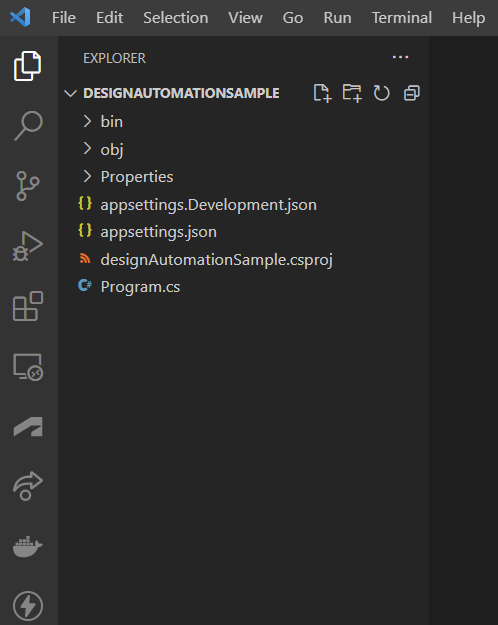 File Edit Selection View Go Run Terminal Help
EXPLORER
DESIGNAUTOMATIONSAMPLE
bin
obj
Properties
{} appsettings.Development.json
{} appsettings.json
designAutomationSample.csproj
C# Program.cs